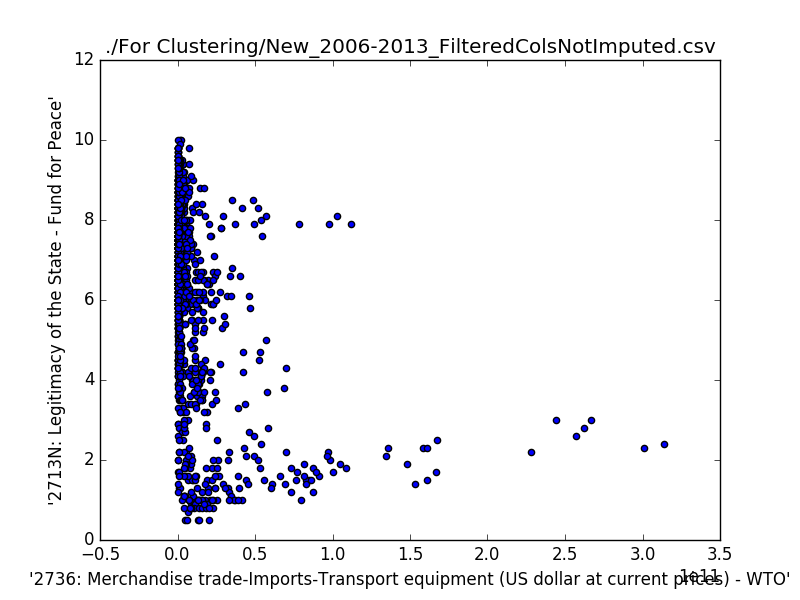 ./For Clustering/New_2006-2013_FilteredColsNotImputed.csv
'2713N: Legitimacy of the State - Fund for Peace'
12
10
8
6
4
2
0
−0.5 0.0 0.5 1.0 1.5 2.0 2.5 3.0 3.5
1e11
'2736: Merchandise trade-Imports-Transport equipment (US dollar at current prices) - WTO'